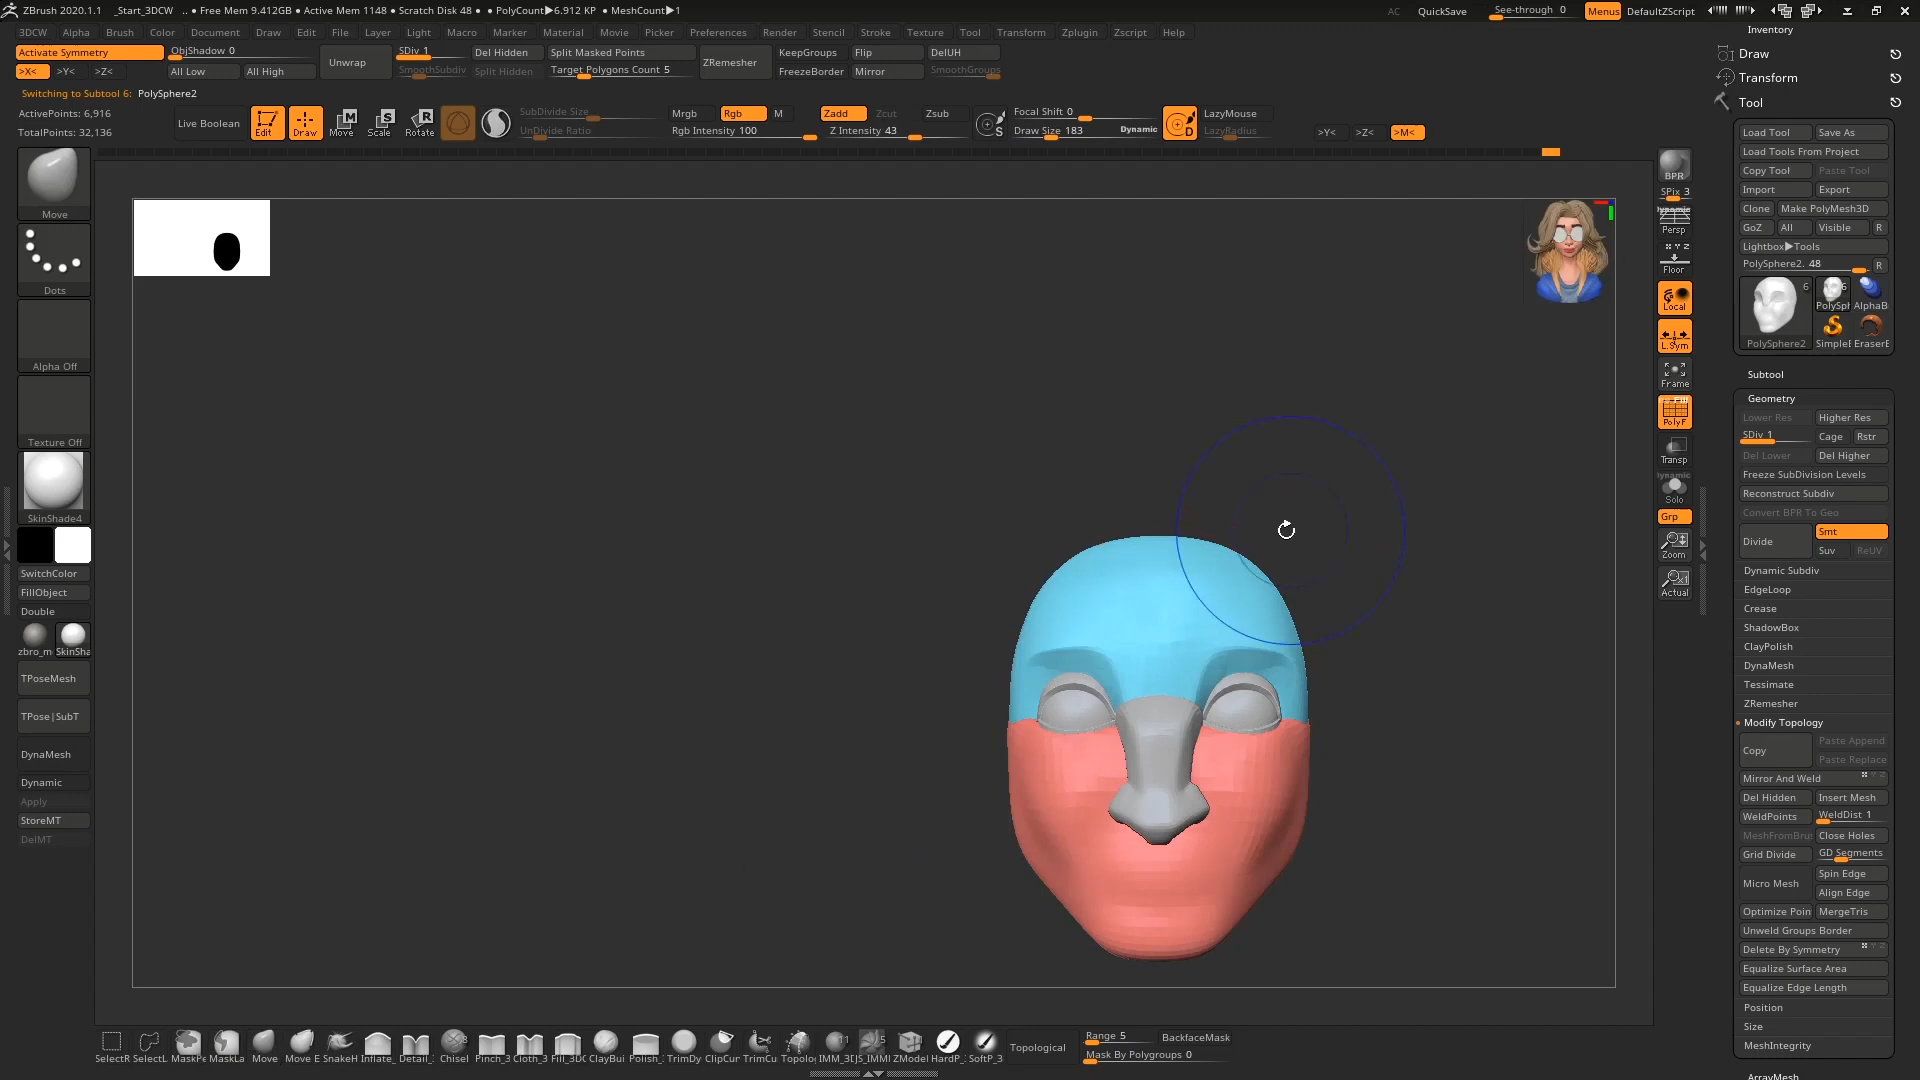 ZBrush 2020.1.1 _Start_3DCW .. • Free Mem 9.412GB • Active Mem 1148 • Scratch Disk 48 • • PolyCount▶6.912 KP • MeshCount▶1 AC QuickSave See-through 0 Menus DefaultZScript
3DCW Alpha Brush Color Document Draw Edit File Layer Light Macro Marker Material Movie Picker Preferences Render Stencil Stroke Texture Tool Transform Zplugin Zscript Help
Activate Symmetry ObjShadow 0 Unwrap SDiv 1 Del Hidden Split Masked Points ZRemesher KeepGroups Flip DelUH
>X< >Y< >Z< All Low All High SmoothSubdiv Split Hidden Target Polygons Count 5 FreezeBorder Mirror SmoothGroups
Switching to Subtool 6: PolySphere2
ActivePoints: 6,916
TotalPoints: 32,136
Live Boolean Edit Draw Move Scale Rotate
SubDivide Size
UnDivide Ratio
Mrgb Rgb M
Rgb Intensity 100
Zadd Zcut Zsub
Z Intensity 43
S
Focal Shift 0
Draw Size 183 Dynamic
D
LazyMouse
LazyRadius
>Y< >Z< >M<
Move
Dots
Alpha Off
Texture Off
SkinShade4
SwitchColor
FillObject
Double
zbro_m SkinSha
TPoseMesh
TPose|SubT
DynaMesh
Dynamic
Apply
StoreMT
DelMT
BPR
SPix 3
Dynamic
Persp
X Y Z
Floor
Local
L.Sym
Frame
PolyF
Transp
Dynamic
Solo
Grp
Zoom
Actual
Inventory
Draw
Transform
Tool
Load Tool Save As
Load Tools From Project
Copy Tool Paste Tool
Import Export
Clone Make PolyMesh3D
GoZ All Visible R
Lightbox▶Tools
PolySphere2. 48 R
6 6
PolySph AlphaB
PolySphere2 SimpleB EraserB
Subtool
Geometry
Lower Res Higher Res
SDiv 1 Cage Rstr
Del Lower Del Higher
Freeze SubDivision Levels
Reconstruct Subdiv
Convert BPR To Geo
Divide Smt
Suv ReUV
Dynamic Subdiv
EdgeLoop
Crease
ShadowBox
ClayPolish
DynaMesh
Tessimate
ZRemesher
Modify Topology
Copy Paste Append
Paste Replace
Mirror And Weld
Del Hidden Insert Mesh
WeldPoints WeldDist 1
MeshFromBru Close Holes
Grid Divide GD Segments
Micro Mesh Spin Edge
Align Edge
Optimize Poin MergeTris
Unweld Groups Border
Delete By Symmetry
Equalize Surface Area
Equalize Edge Length
Position
Size
MeshIntegrity
ArrayMesh
SelectR SelectL MaskPe MaskLa Move Move E SnakeH Inflate_ Detail_ Chisel Pinch_3 Cloth_3 Fill_3DC ClayBui Polish_ TrimDy ClipCur TrimCu Topolo IMM_3D JS_IMM ZModel HardP_ SoftP_3
Topological
Range 5 BackfaceMask
Mask By Polygroups 0